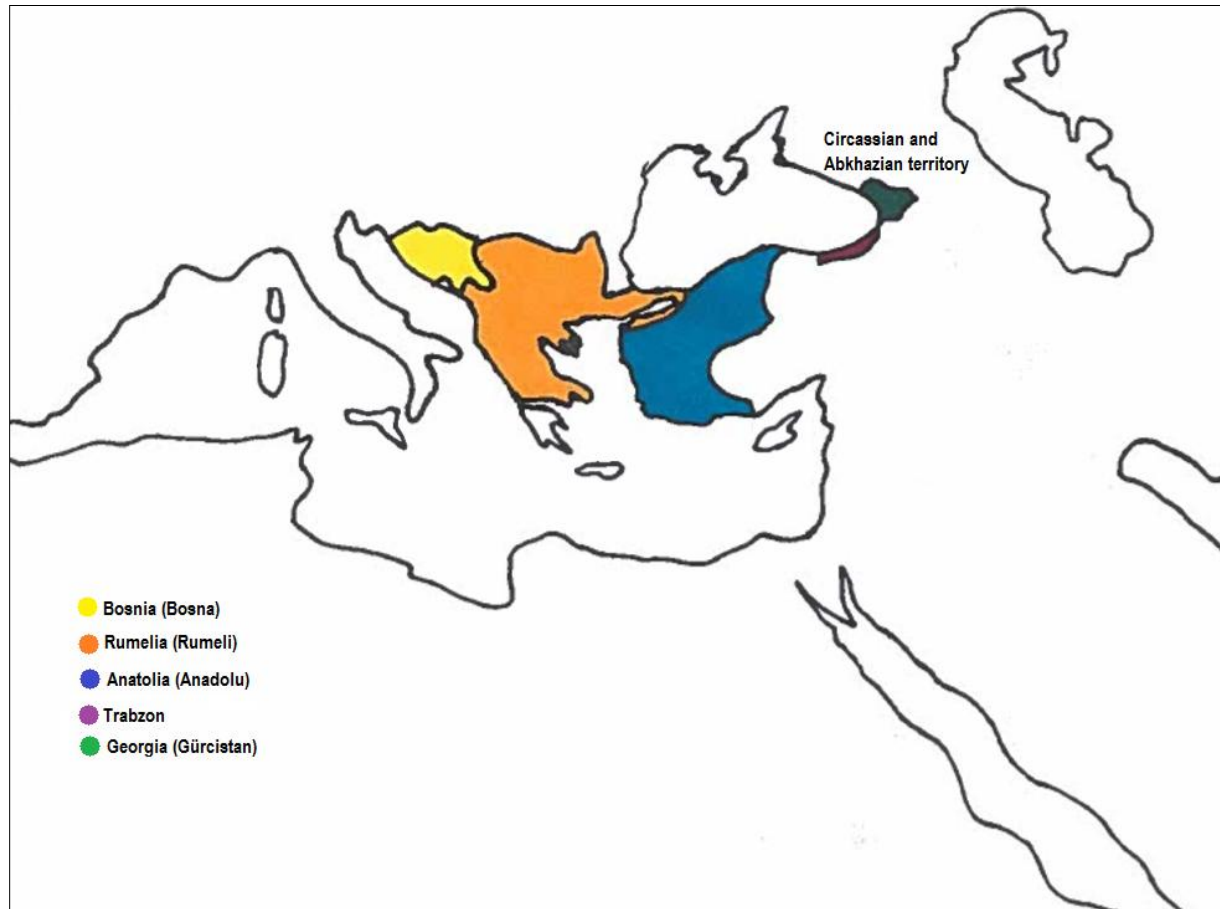 Circassian and
Abkhazian territory
Bosnia (Bosna)
Rumelia (Rumeli)
Anatolia (Anadolu)
Trabzon
Georgia (Gürcistan)